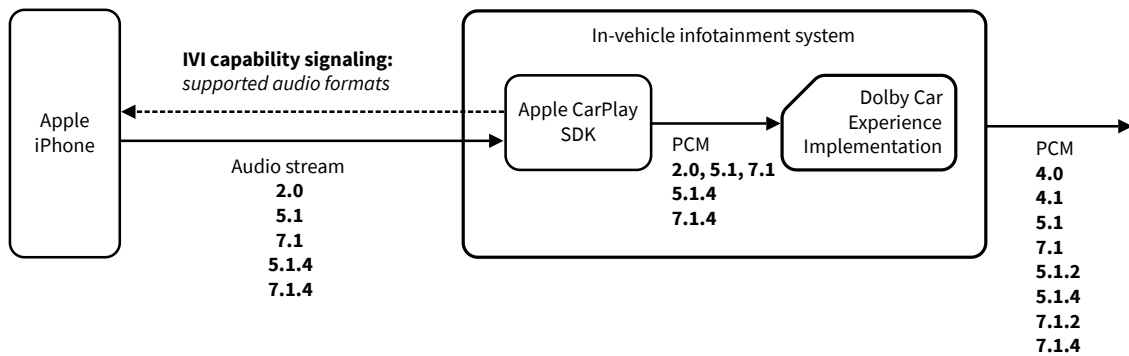 In-vehicle infotainment system
IVI capability signaling:
supported audio formats
Apple
iPhone
Audio stream
2.0
5.1
7.1
5.1.4
7.1.4
Apple CarPlay
SDK
PCM
2.0, 5.1, 7.1
5.1.4
7.1.4
Dolby Car
Experience
Implementation
PCM
4.0
4.1
5.1
7.1
5.1.2
5.1.4
7.1.2
7.1.4